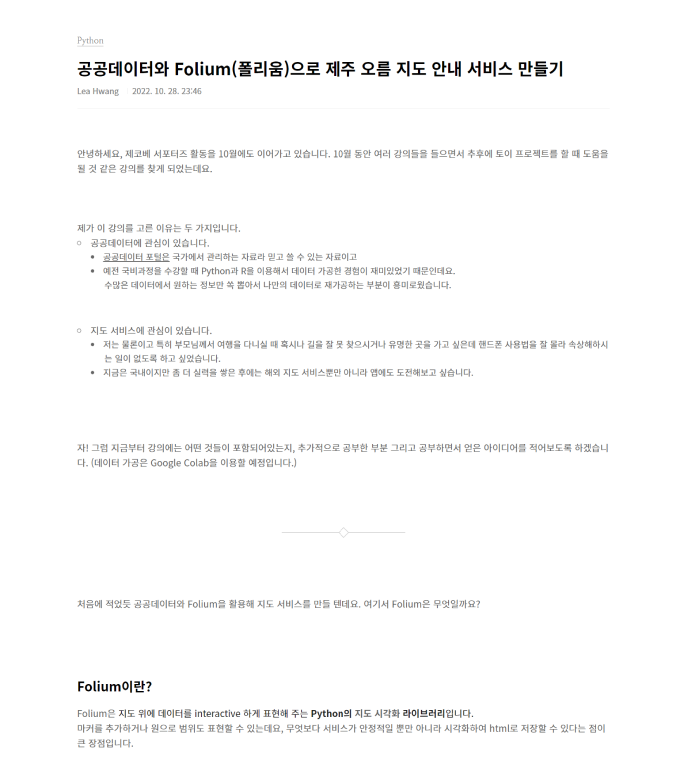 Python
공공데이터와 Folium(폴리움)으로 제주 오름 지도 안내 서비스 만들기
Lea Hwang 2022. 10. 28. 23:46
안녕하세요, 제코베 서포터즈 활동을 10월에도 이어가고 있습니다. 10월 동안 여러 강의들을 들으면서 추후에 토이 프로젝트를 할 때 도움을
될 것 같은 강의를 찾게 되었는데요.
제가 이 강의를 고른 이유는 두 가지입니다.
공공데이터에 관심이 있습니다.
공공데이터 포털은 국가에서 관리하는 자료라 믿고 쓸 수 있는 자료이고
예전 국비과정을 수강할 때 Python과 R을 이용해서 데이터 가공한 경험이 재미있었기 때문인데요.
수많은 데이터에서 원하는 정보만 쏙 뽑아서 나만의 데이터로 재가공하는 부분이 흥미로웠습니다.
지도 서비스에 관심이 있습니다.
저는 물론이고 특히 부모님께서 여행을 다니실 때 혹시나 길을 잘 못 찾으시거나 유명한 곳을 가고 싶은데 핸드폰 사용법을 잘 몰라 속상해하시
는 일이 없도록 하고 싶었습니다.
지금은 국내이지만 좀 더 실력을 쌓은 후에는 해외 지도 서비스뿐만 아니라 앱에도 도전해보고 싶습니다.
자! 그럼 지금부터 강의에는 어떤 것들이 포함되어있는지, 추가적으로 공부한 부분 그리고 공부하면서 얻은 아이디어를 적어보도록 하겠습니
다. (데이터 가공은 Google Colab을 이용할 예정입니다.)
처음에 적었듯 공공데이터와 Folium을 활용해 지도 서비스를 만들 텐데요. 여기서 Folium은 무엇일까요?
Folium이란?
Folium은 지도 위에 데이터를 interactive 하게 표현해 주는 Python의 지도 시각화 라이브러리입니다.
마커를 추가하거나 원으로 범위도 표현할 수 있는데요, 무엇보다 서비스가 안정적일 뿐만 아니라 시각화하여 html로 저장할 수 있다는 점이
큰 장점입니다.